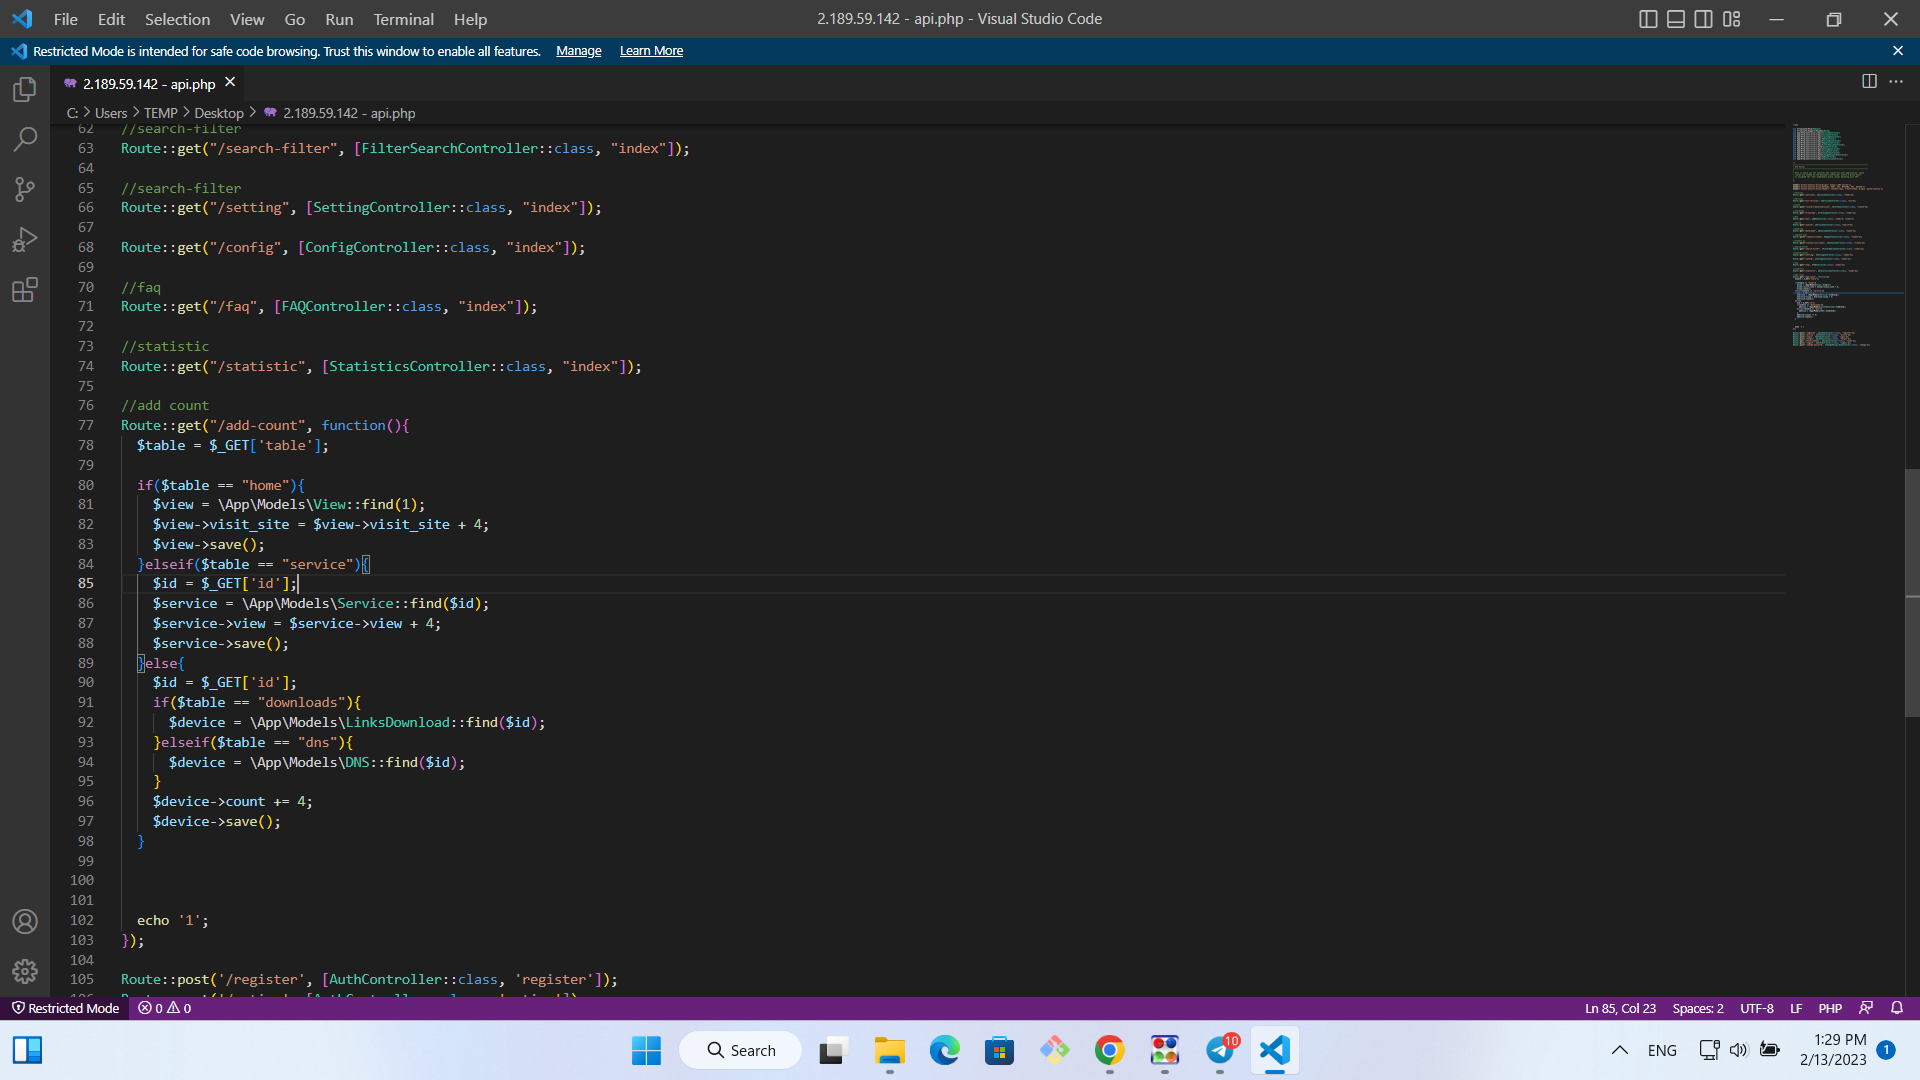 File Edit Selection View Go Run Terminal Help
2.189.59.142 - api.php - Visual Studio Code
Restricted Mode is intended for safe code browsing. Trust this window to enable all features. Manage Learn More
2.189.59.142 - api.php
C: > Users > TEMP > Desktop > 2.189.59.142 - api.php
62 //search-filter
63 Route::get("/search-filter", [FilterSearchController::class, "index"]);
64
65 //search-filter
66 Route::get("/setting", [SettingController::class, "index"]);
67
68 Route::get("/config", [ConfigController::class, "index"]);
69
70 //faq
71 Route::get("/faq", [FAQController::class, "index"]);
72
73 //statistic
74 Route::get("/statistic", [StatisticsController::class, "index"]);
75
76 //add count
77 Route::get("/add-count", function(){
78 $table = $_GET['table'];
79
80 if($table == "home"){
81 $view = \App\Models\View::find(1);
82 $view->visit_site = $view->visit_site + 4;
83 $view->save();
84 }elseif($table == "service"){
85 $id = $_GET['id'];
86 $service = \App\Models\Service::find($id);
87 $service->view = $service->view + 4;
88 $service->save();
89 }else{
90 $id = $_GET['id'];
91 if($table == "downloads"){
92 $device = \App\Models\LinksDownload::find($id);
93 }elseif($table == "dns"){
94 $device = \App\Models\DNS::find($id);
95 }
96 $device->count += 4;
97 $device->save();
98 }
99
100
101
102 echo '1';
103 });
104
105 Route::post('/register', [AuthController::class, 'register']);
Restricted Mode 0 0 Ln 85, Col 23 Spaces: 2 UTF-8 LF PHP
Search 10 ENG 1:29 PM
2/13/2023 1